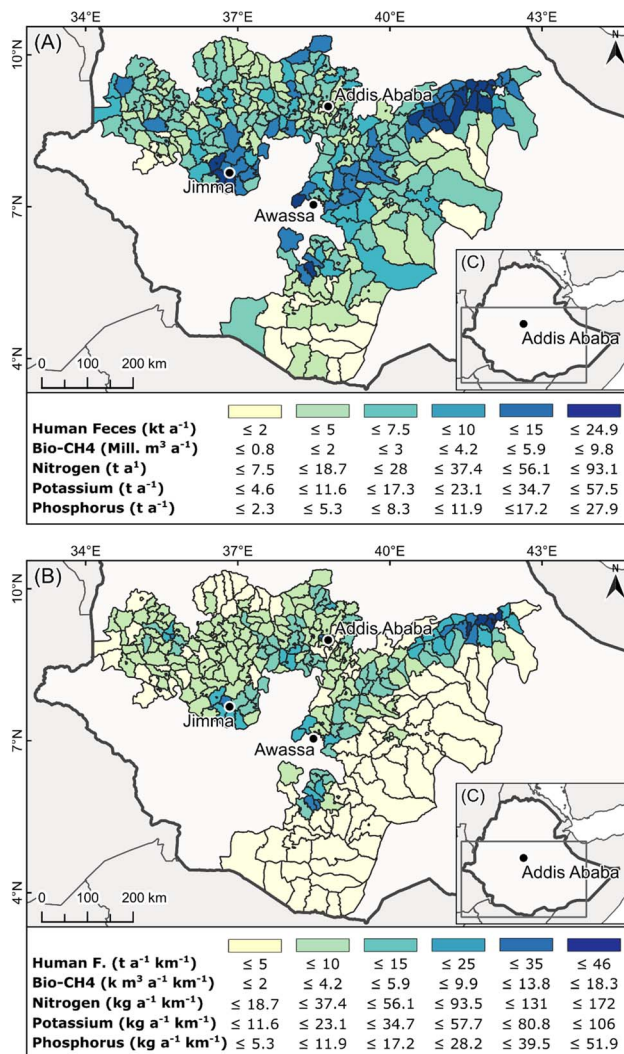 34°E 37°E 40°E 43°E
(A)
10°N
Addis Ababa
Jimma
7°N
Awassa
(C)
Addis Ababa
4°N
0 100 200 km
Human Feces (kt a⁻¹) ≤ 2 ≤ 5 ≤ 7.5 ≤ 10 ≤ 15 ≤ 24.9
Bio-CH4 (Mill. m³ a⁻¹) ≤ 0.8 ≤ 2 ≤ 3 ≤ 4.2 ≤ 5.9 ≤ 9.8
Nitrogen (t a¹) ≤ 7.5 ≤ 18.7 ≤ 28 ≤ 37.4 ≤ 56.1 ≤ 93.1
Potassium (t a⁻¹) ≤ 4.6 ≤ 11.6 ≤ 17.3 ≤ 23.1 ≤ 34.7 ≤ 57.5
Phosphorus (t a⁻¹) ≤ 2.3 ≤ 5.3 ≤ 8.3 ≤ 11.9 ≤17.2 ≤ 27.9
34°E 37°E 40°E 43°E
(B)
10°N
Addis Ababa
Jimma
7°N
Awassa
(C)
Addis Ababa
4°N
0 100 200 km
Human F. (t a⁻¹ km⁻¹) ≤ 5 ≤ 10 ≤ 15 ≤ 25 ≤ 35 ≤ 46
Bio-CH4 (k m³ a⁻¹ km⁻¹) ≤ 2 ≤ 4.2 ≤ 5.9 ≤ 9.9 ≤ 13.8 ≤ 18.3
Nitrogen (kg a⁻¹ km⁻¹) ≤ 18.7 ≤ 37.4 ≤ 56.1 ≤ 93.5 ≤ 131 ≤ 172
Potassium (kg a⁻¹ km⁻¹) ≤ 11.6 ≤ 23.1 ≤ 34.7 ≤ 57.7 ≤ 80.8 ≤ 106
Phosphorus (kg a⁻¹ km⁻¹) ≤ 5.3 ≤ 11.9 ≤ 17.2 ≤ 28.2 ≤ 39.5 ≤ 51.9